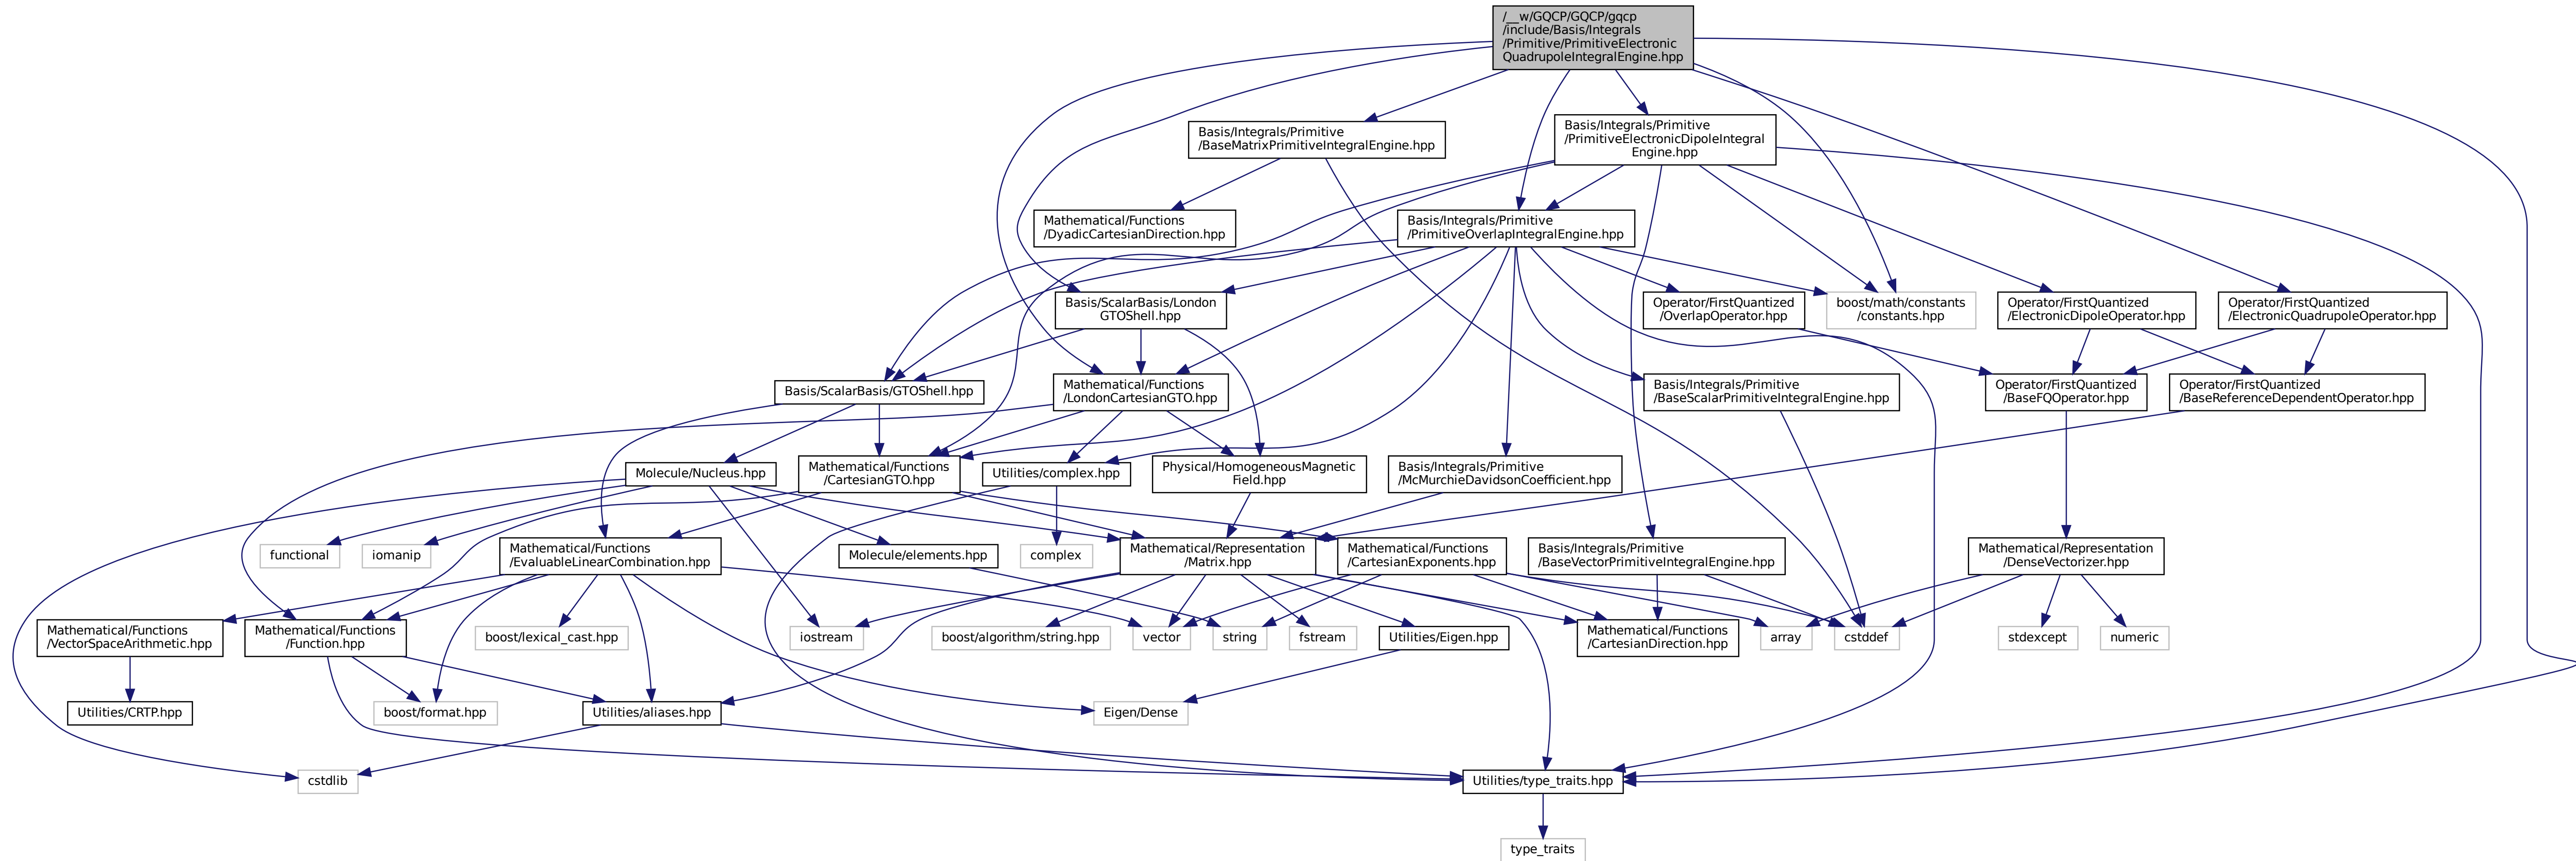 /__w/GQCP/GQCP/gqcp
/include/Basis/Integrals
/Primitive/PrimitiveElectronic
QuadrupoleIntegralEngine.hpp
Basis/Integrals/Primitive
/BaseMatrixPrimitiveIntegralEngine.hpp
Basis/Integrals/Primitive
/PrimitiveElectronicDipoleIntegral
Engine.hpp
Mathematical/Functions
/DyadicCartesianDirection.hpp
Basis/Integrals/Primitive
/PrimitiveOverlapIntegralEngine.hpp
Basis/ScalarBasis/London
GTOShell.hpp
Operator/FirstQuantized
/OverlapOperator.hpp
boost/math/constants
/constants.hpp
Operator/FirstQuantized
/ElectronicDipoleOperator.hpp
Operator/FirstQuantized
/ElectronicQuadrupoleOperator.hpp
Basis/ScalarBasis/GTOShell.hpp
Mathematical/Functions
/LondonCartesianGTO.hpp
Basis/Integrals/Primitive
/BaseScalarPrimitiveIntegralEngine.hpp
Operator/FirstQuantized
/BaseFQOperator.hpp
Operator/FirstQuantized
/BaseReferenceDependentOperator.hpp
Molecule/Nucleus.hpp
Mathematical/Functions
/CartesianGTO.hpp
Utilities/complex.hpp
Physical/HomogeneousMagnetic
Field.hpp
Basis/Integrals/Primitive
/McMurchieDavidsonCoefficient.hpp
functional
iomanip
Mathematical/Functions
/EvaluableLinearCombination.hpp
Molecule/elements.hpp
complex
Mathematical/Representation
/Matrix.hpp
Mathematical/Functions
/CartesianExponents.hpp
Basis/Integrals/Primitive
/BaseVectorPrimitiveIntegralEngine.hpp
Mathematical/Representation
/DenseVectorizer.hpp
Mathematical/Functions
/VectorSpaceArithmetic.hpp
Mathematical/Functions
/Function.hpp
boost/lexical_cast.hpp
iostream
boost/algorithm/string.hpp
vector
string
fstream
Utilities/Eigen.hpp
Mathematical/Functions
/CartesianDirection.hpp
array
cstddef
stdexcept
numeric
Utilities/CRTP.hpp
boost/format.hpp
Utilities/aliases.hpp
Eigen/Dense
cstdlib
Utilities/type_traits.hpp
type_traits